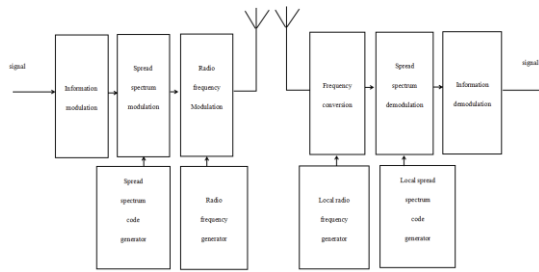 signal
Information
modulation
Spread
spectrum
modulation
Radio
frequency
Modulation
Spread
spectrum
code
generator
Radio
frequency
generator
Frequency
conversion
Spread
spectrum
demodulation
Information
demodulation
signal
Local radio
frequency
generator
Local spread
spectrum
code
generator